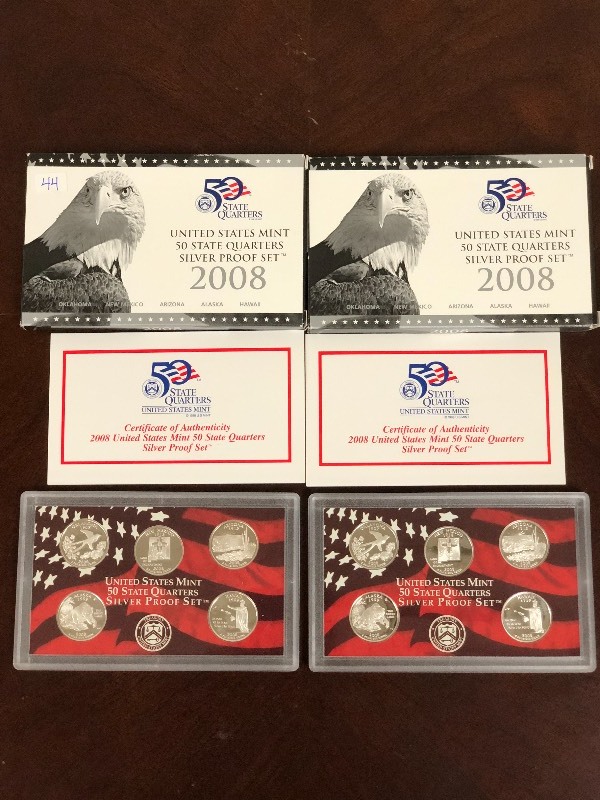 44
50
STATE
QUARTERS
UNITED STATES MINT
50 STATE QUARTERS
SILVER PROOF SET™
2008
OKLAHOMA NEW MEXICO ARIZONA ALASKA HAWAII
50
STATE
QUARTERS
UNITED STATES MINT
50 STATE QUARTERS
SILVER PROOF SET™
2008
OKLAHOMA NEW MEXICO ARIZONA ALASKA HAWAII
50
STATE
QUARTERS
UNITED STATES MINT
Certificate of Authenticity
2008 United States Mint 50 State Quarters
Silver Proof Set™
50
STATE
QUARTERS
UNITED STATES MINT
Certificate of Authenticity
2008 United States Mint 50 State Quarters
Silver Proof Set™
UNITED STATES MINT
50 STATE QUARTERS
SILVER PROOF SET™
UNITED STATES MINT
50 STATE QUARTERS
SILVER PROOF SET™